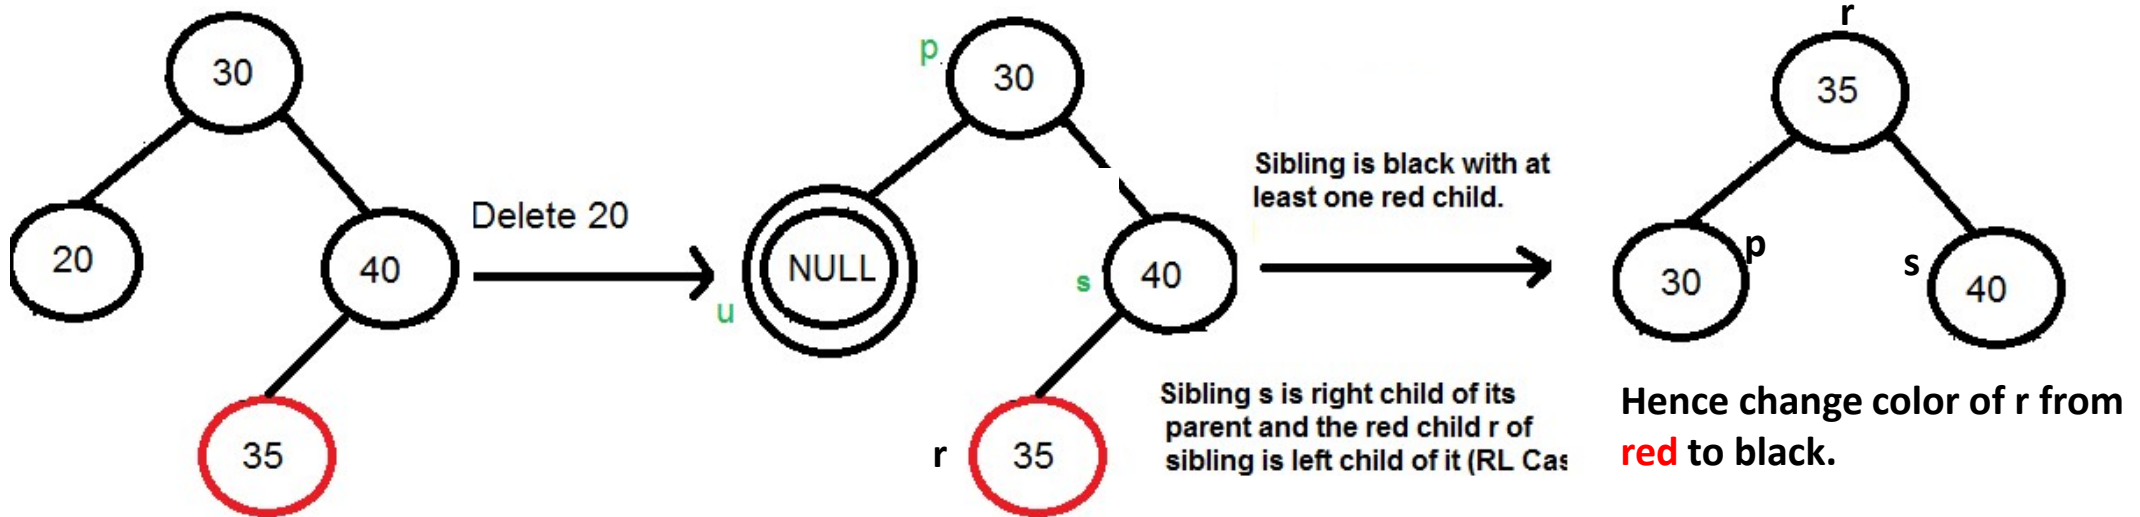 30
20
40
35
Delete 20
p
30
NULL
u
s
40
r
35
Sibling is black with at
least one red child.
Sibling s is right child of its
parent and the red child r of
sibling is left child of it (RL Cas
r
35
30
p
s
40
Hence change color of r from
red to black.